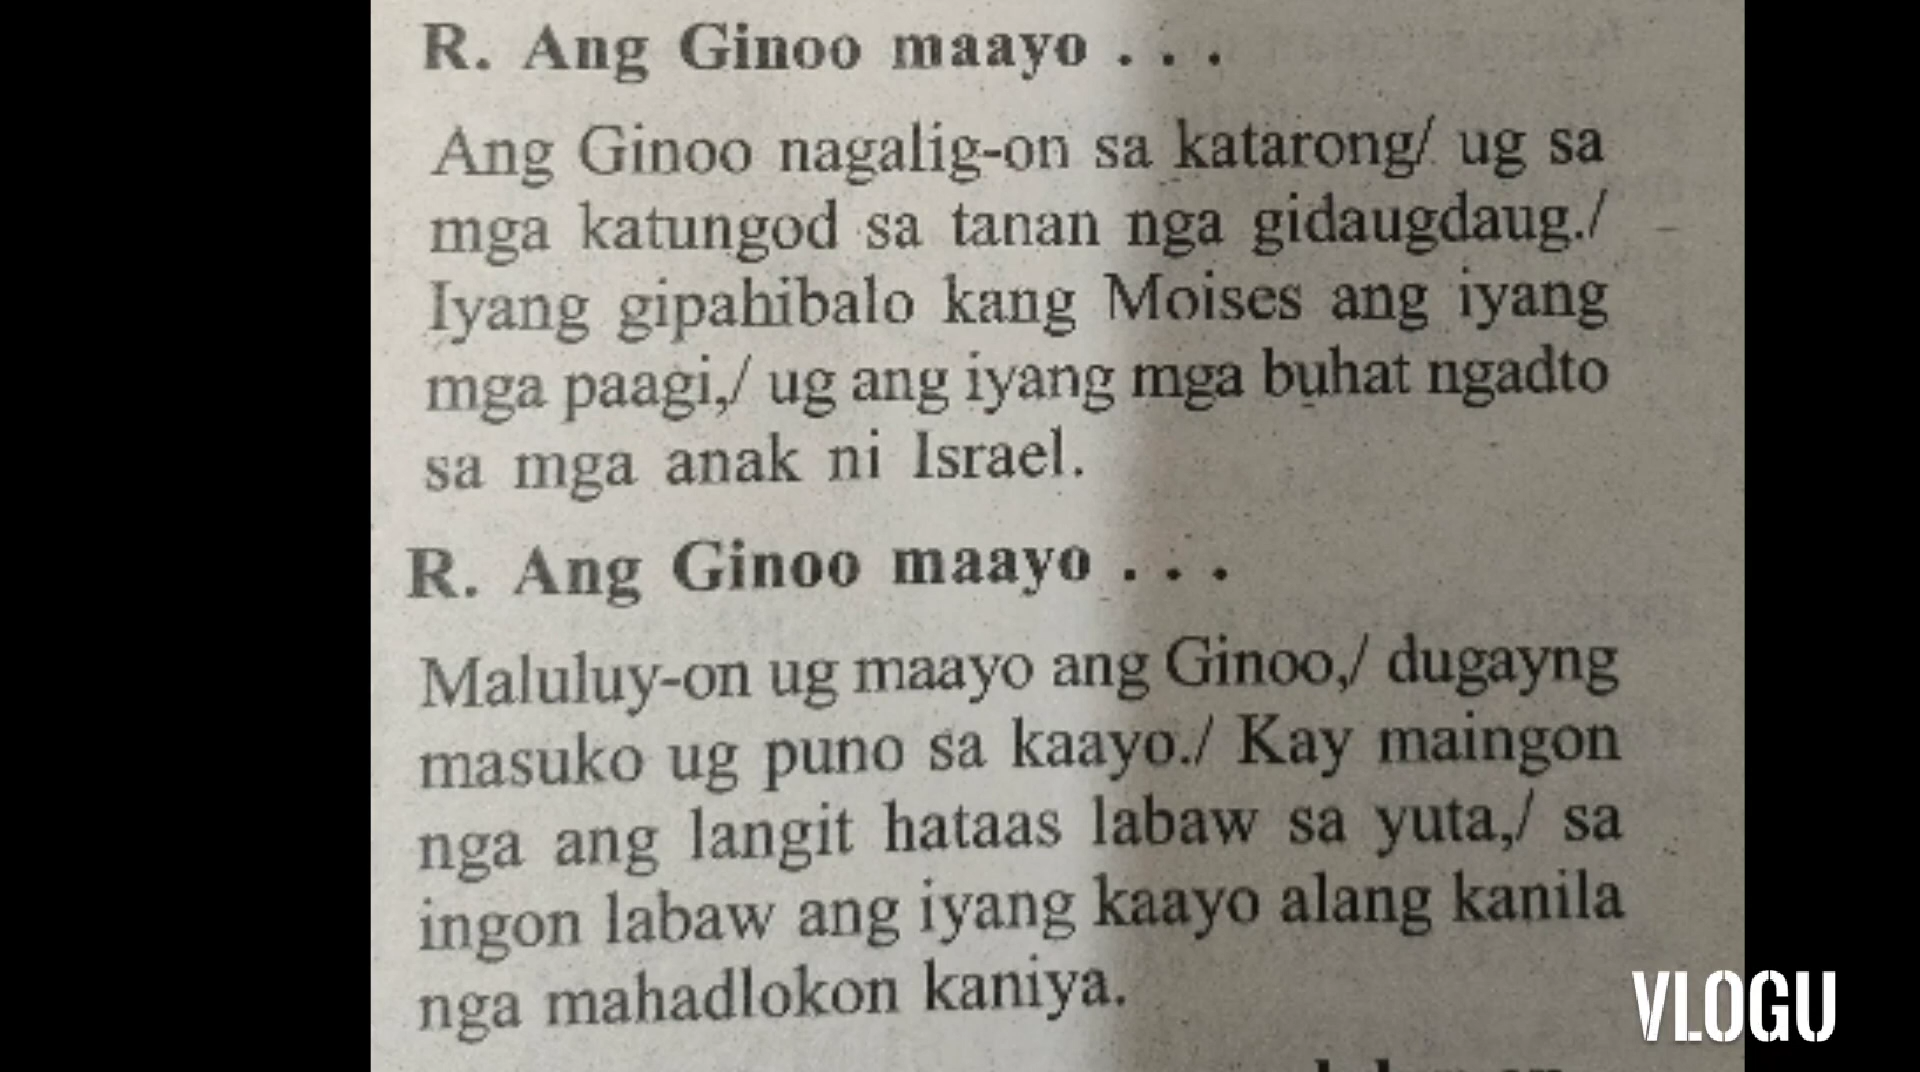 R. Ang Ginoo maayo . . .
Ang Ginoo nagalig-on sa katarong/ ug sa
mga katungod sa tanan nga gidaugdaug./
Iyang gipahibalo kang Moises ang iyang
mga paagi,/ ug ang iyang mga buhat ngadto
sa mga anak ni Israel.
R. Ang Ginoo maayo . . .
Maluluy-on ug maayo ang Ginoo,/ dugayng
masuko ug puno sa kaayo./ Kay maingon
nga ang langit hataas labaw sa yuta,/ sa
ingon labaw ang iyang kaayo alang kanila
nga mahadlokon kaniya.
VLOGU